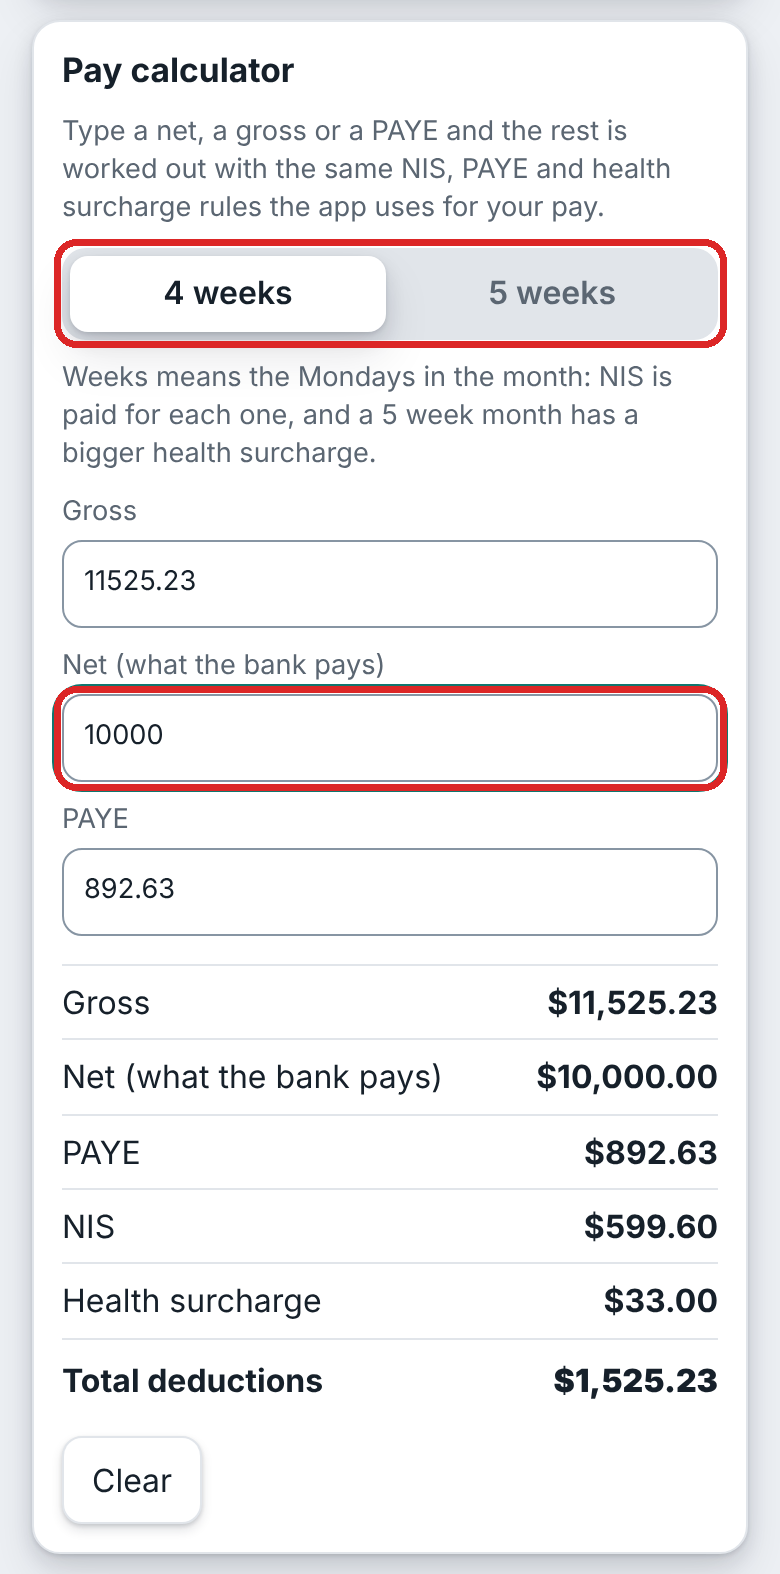 Pay calculator
Type a net, a gross or a PAYE and the rest is
worked out with the same NIS, PAYE and health
surcharge rules the app uses for your pay.
4 weeks 5 weeks
Weeks means the Mondays in the month: NIS is
paid for each one, and a 5 week month has a
bigger health surcharge.
Gross
11525.23
Net (what the bank pays)
10000
PAYE
892.63
Gross $11,525.23
Net (what the bank pays) $10,000.00
PAYE $892.63
NIS $599.60
Health surcharge $33.00
Total deductions $1,525.23
Clear